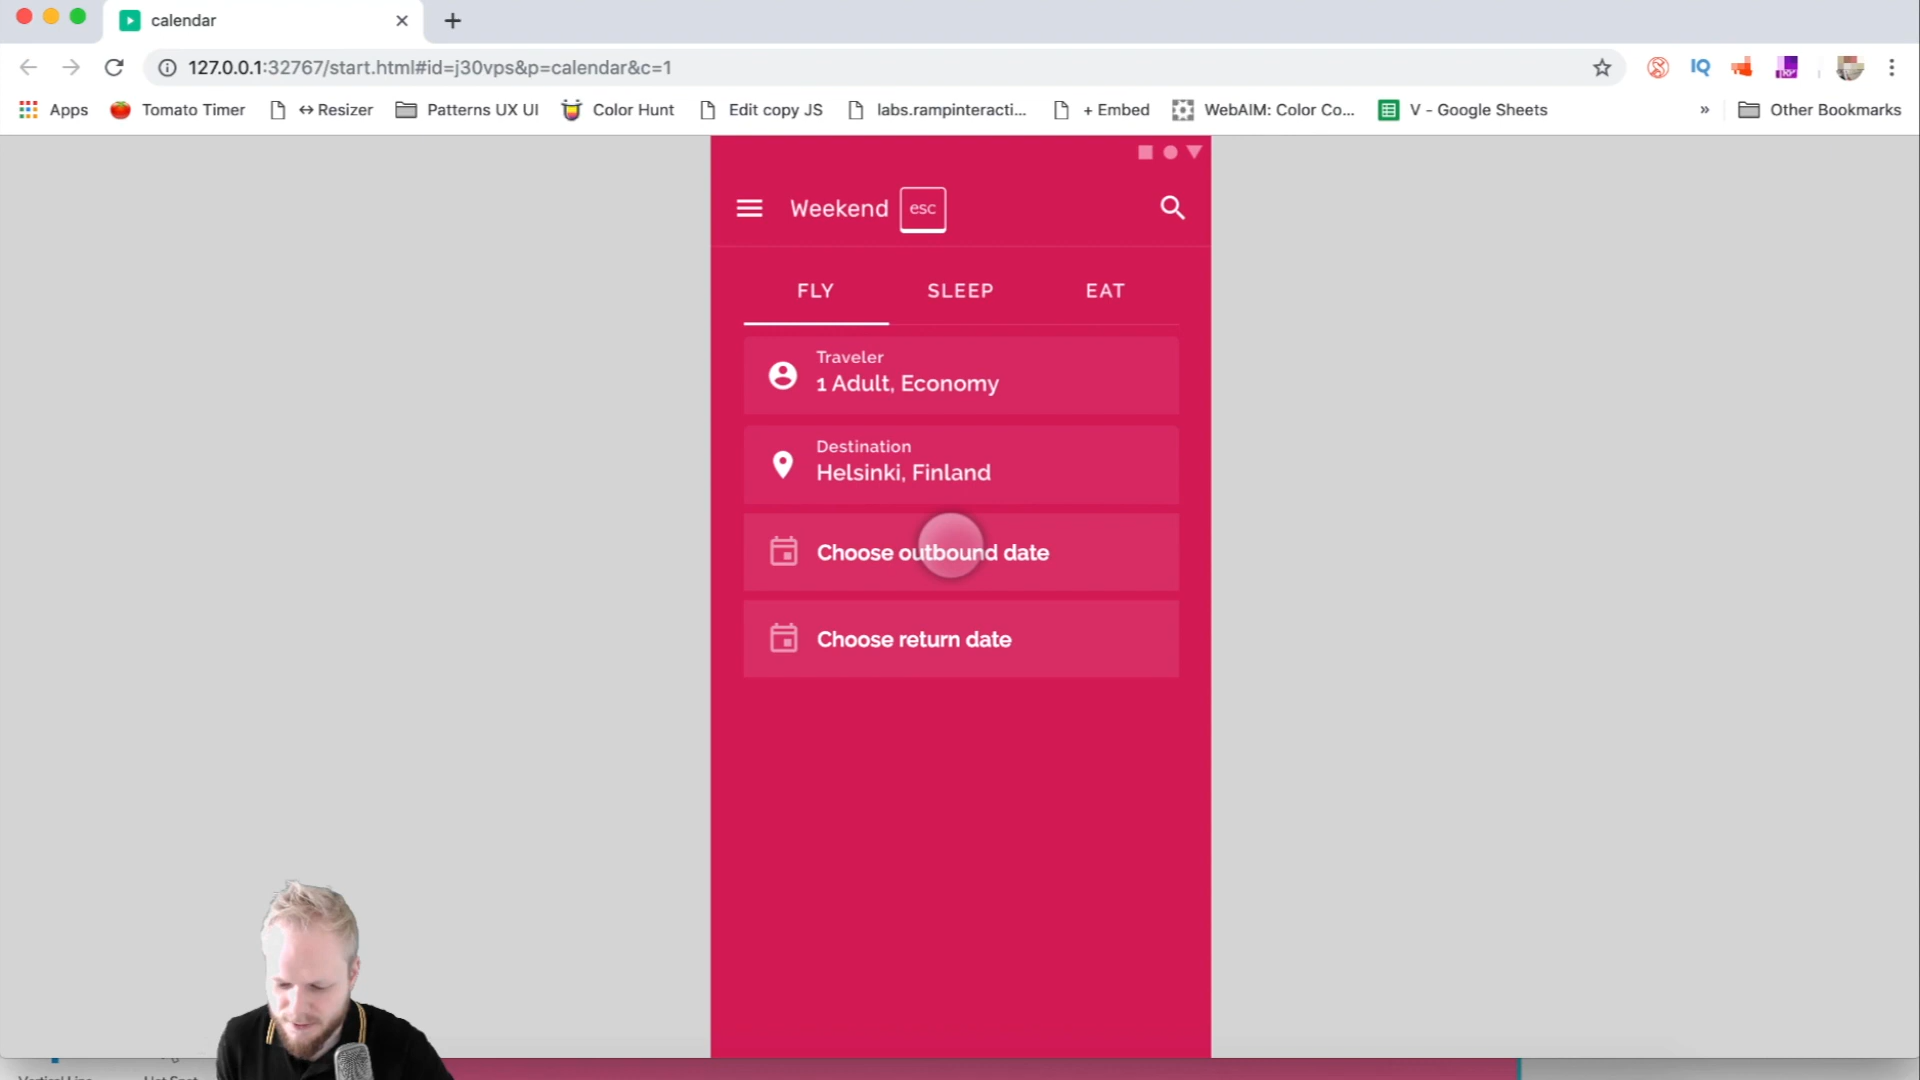 calendar
127.0.0.1:32767/start.html#id=j30vps&p=calendar&c=1
IQ
Apps Tomato Timer ↔ Resizer Patterns UX UI Color Hunt Edit copy JS labs.rampinteracti... + Embed WebAIM: Color Co... V - Google Sheets » Other Bookmarks
Weekend esc
FLY SLEEP EAT
Traveler
1 Adult, Economy
Destination
Helsinki, Finland
Choose outbound date
Choose return date